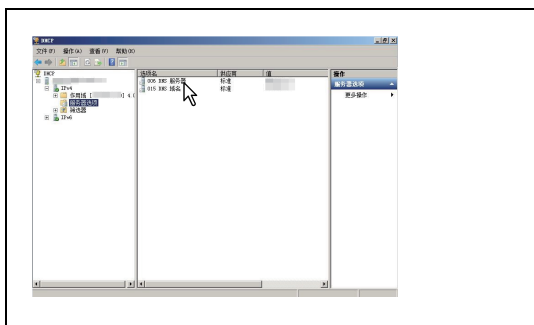 DHCP
文件(F) 操作(A) 查看(V) 帮助(H)
DHCP
IPv4
作用域 [
服务器选项
筛选器
IPv6
选项名 供应商 值
006 DNS 服务器 标准
015 DNS 域名 标准
操作
服务器选项
更多操作